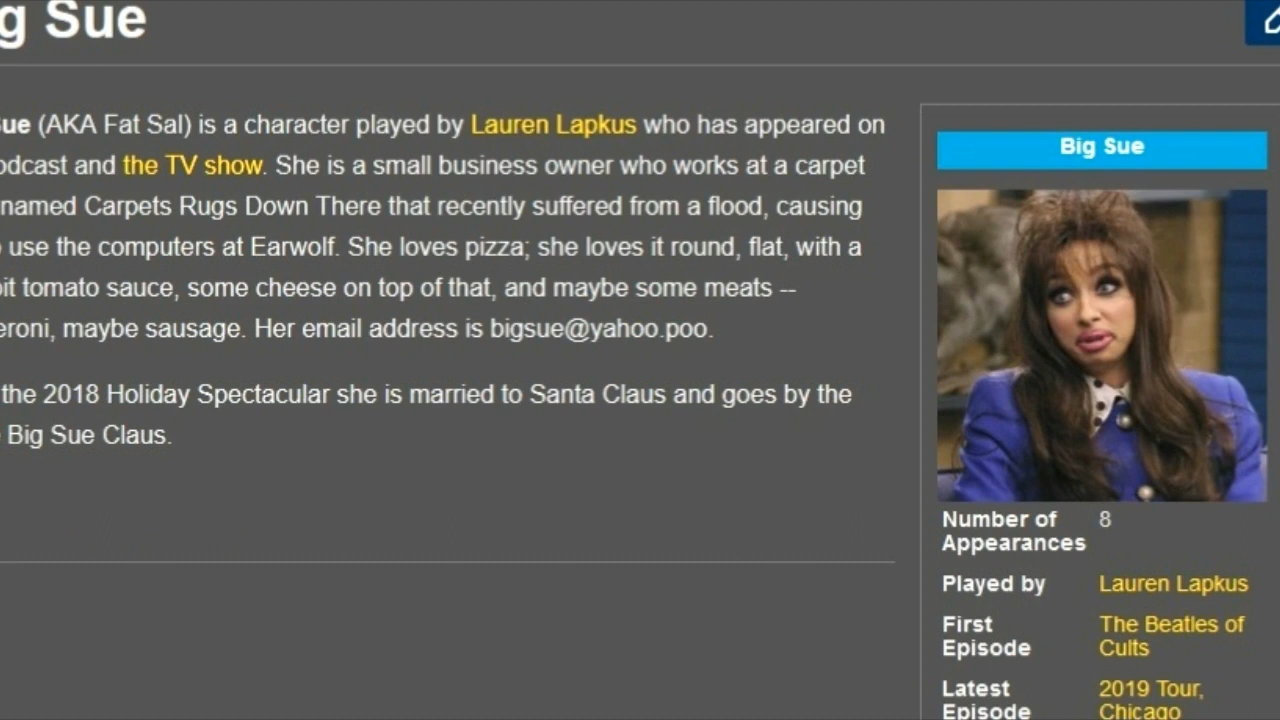 g Sue
ue (AKA Fat Sal) is a character played by Lauren Lapkus who has appeared on
odcast and the TV show. She is a small business owner who works at a carpet
named Carpets Rugs Down There that recently suffered from a flood, causing
use the computers at Earwolf. She loves pizza; she loves it round, flat, with a
bit tomato sauce, some cheese on top of that, and maybe some meats --
eroni, maybe sausage. Her email address is bigsue@yahoo.poo.
the 2018 Holiday Spectacular she is married to Santa Claus and goes by the
Big Sue Claus.
Big Sue
Number of 8
Appearances
Played by Lauren Lapkus
First The Beatles of
Episode Cults
Latest 2019 Tour,
Episode Chicago